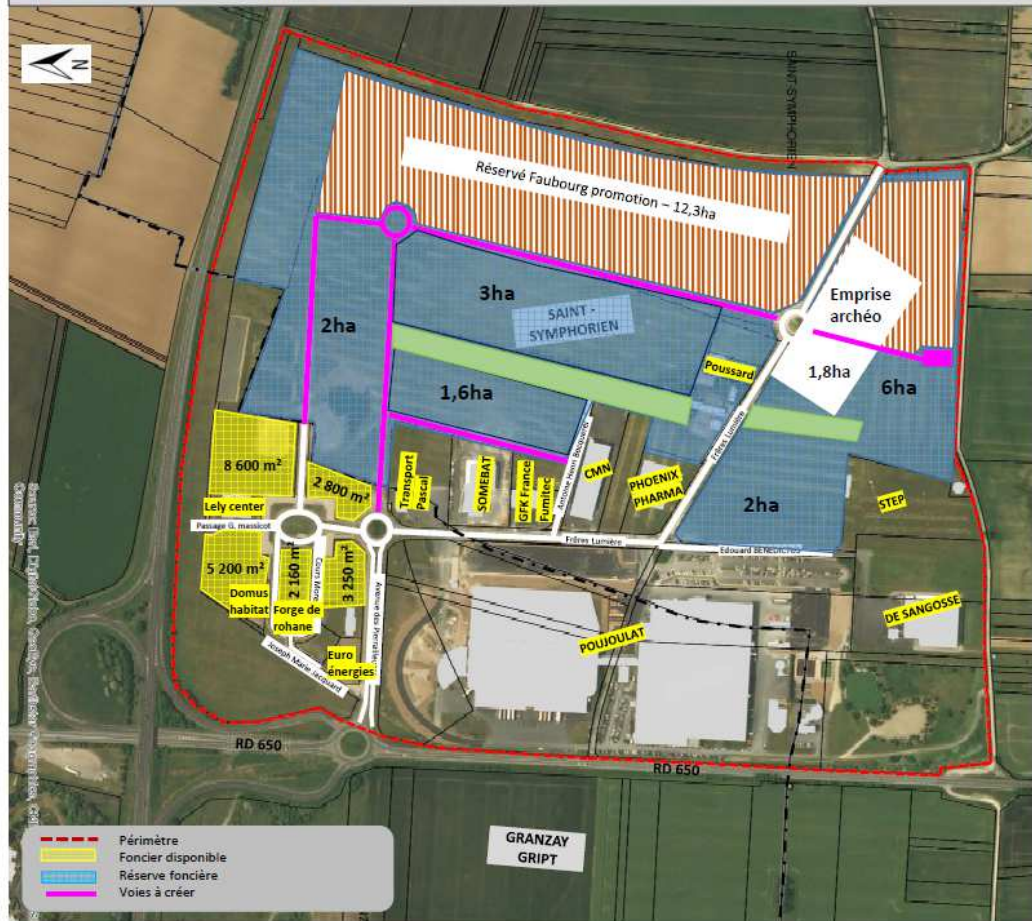 N
SAINT-SYMPHORIEN
Réservé Faubourg promotion – 12,3ha
Emprise
archéo
3ha
SAINT -
SYMPHORIEN
2ha
1,8ha
Poussard
6ha
1,6ha
Frères Lumière
8 600 m²
2 800 m²
Transport
Pascal
SOMEBAT
GFK France
Fumitec
CMN
PHOENIX
PHARMA
2ha
STEP
Lely center
Passage G. massicot
Frères Lumière
Edouard BENEDICTUS
5 200 m²
2 160 m²
3 250 m²
Domus
habitat
Forge de
rohane
Avenue des
POUJOULAT
DE SANGOSSE
Joseph Marie Jacquard
Euro
énergies
RD 650
RD 650
GRANZAY
GRIPT
Périmètre
Foncier disponible
Réserve foncière
Voies à créer